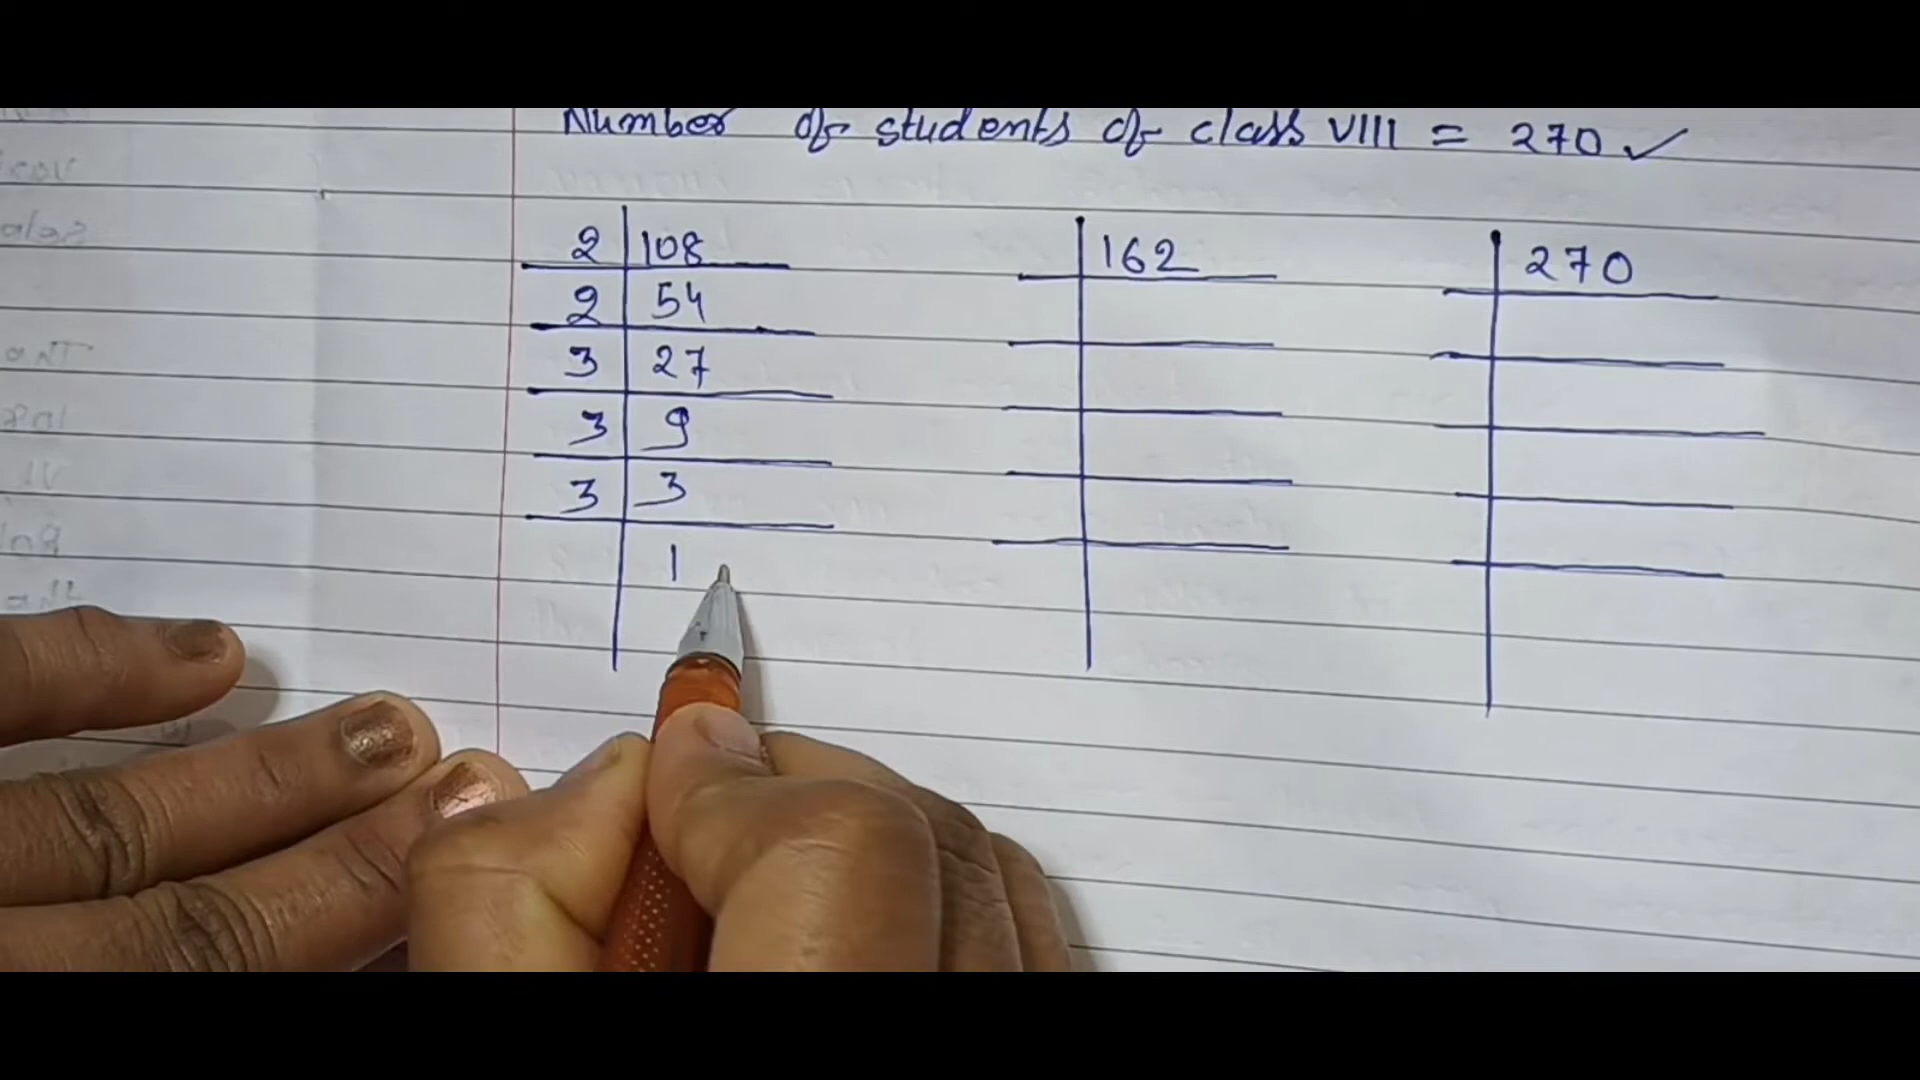 Number of students of class VIII = 270 ✓
2 108 162 270
2 54
3 27
3 9
3 3
1